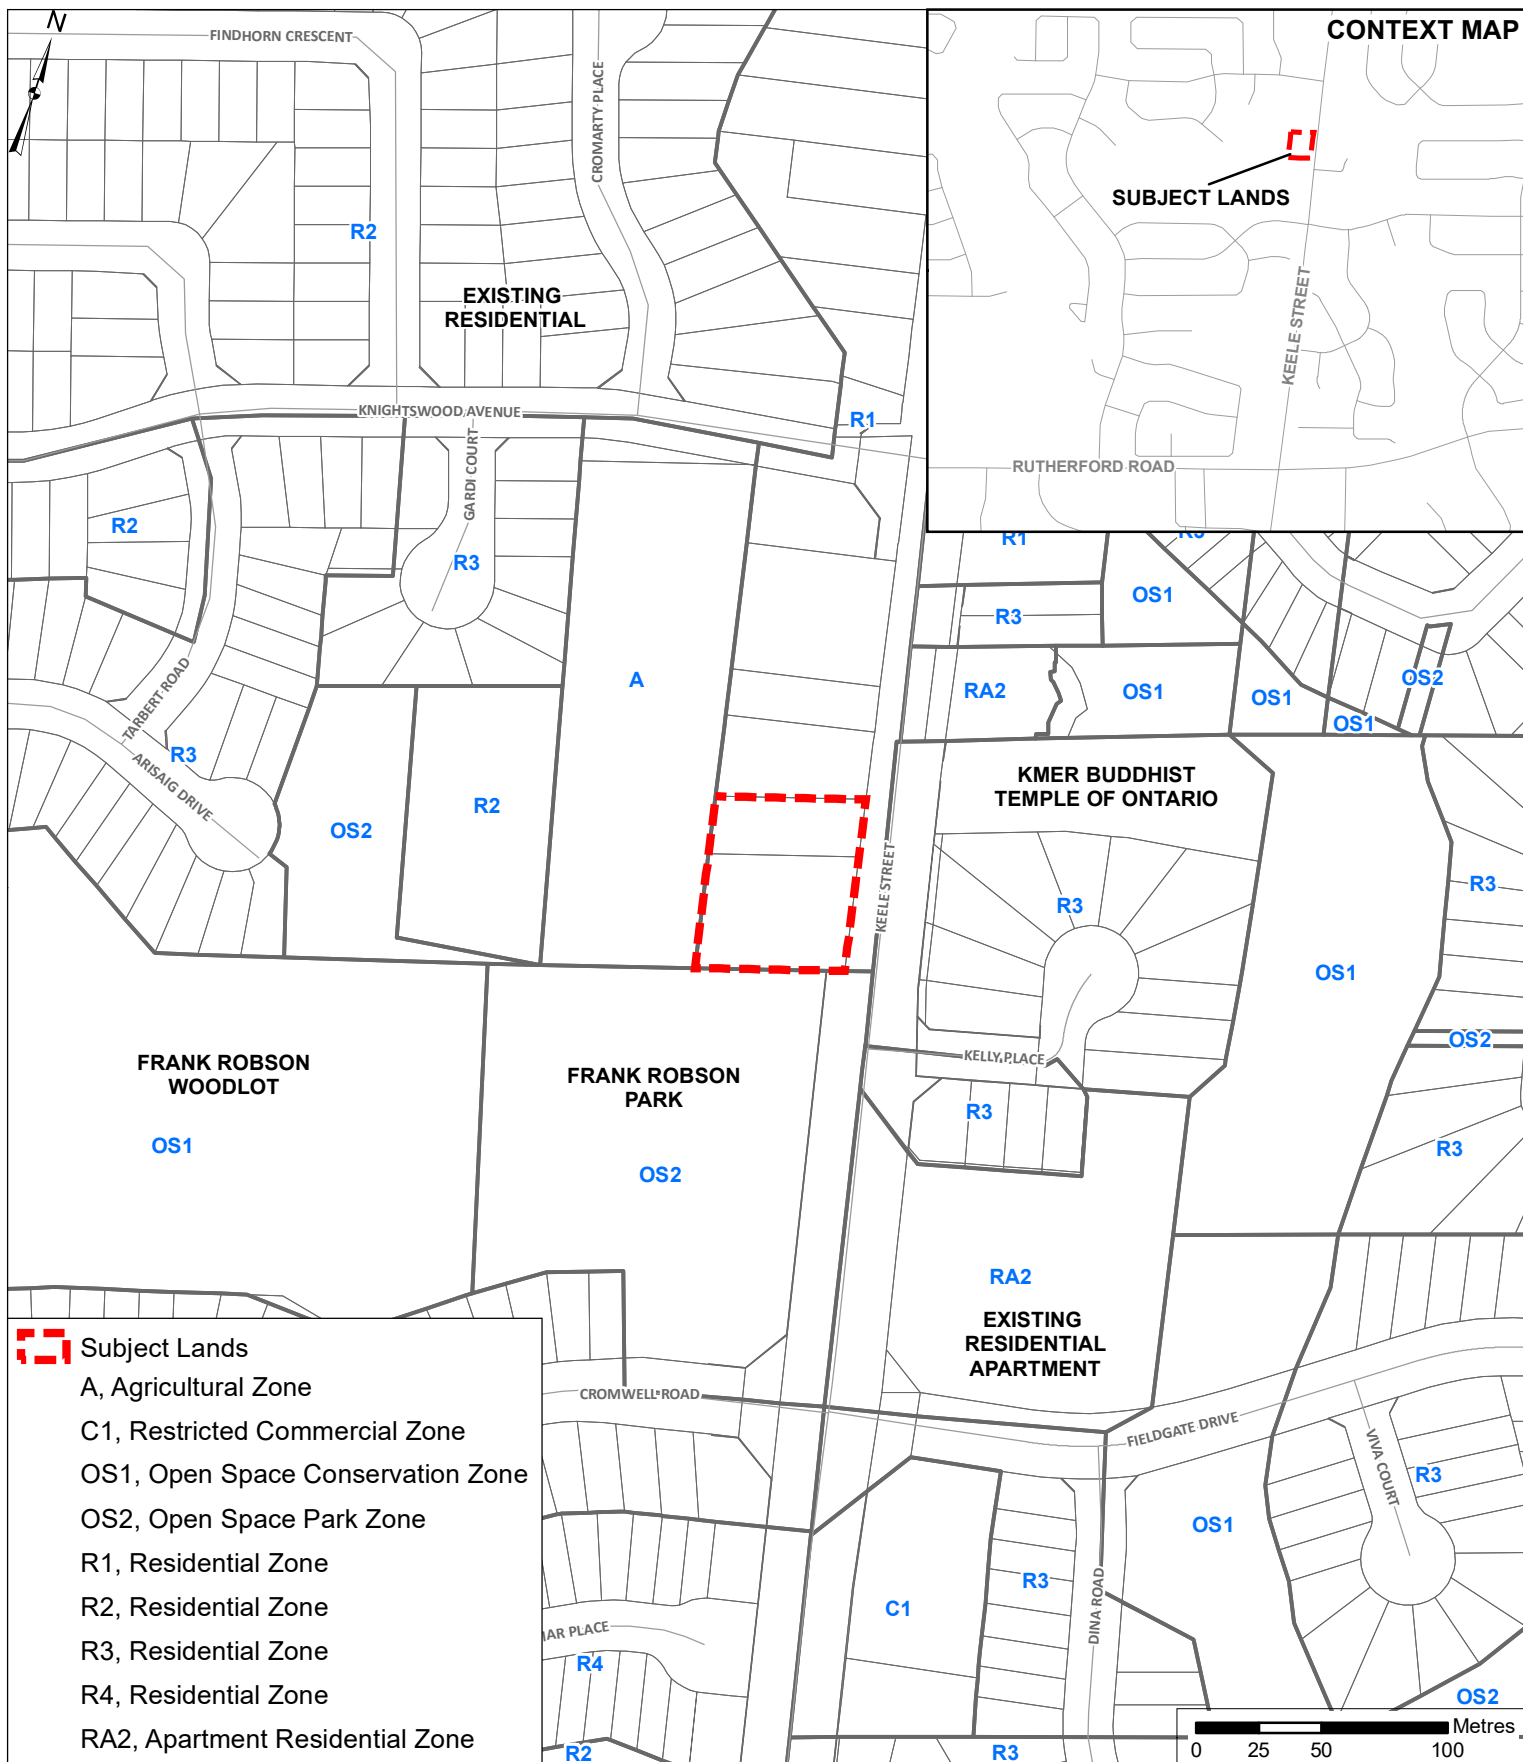 N
FINDHORN CRESCENT
CROMARTY PLACE
CONTEXT MAP
SUBJECT LANDS
KEELE STREET
RUTHERFORD ROAD
R2
EXISTING
RESIDENTIAL
KNIGHTSWOOD AVENUE
R1
GARDI COURT
R2
R3
R1
R3
OS1
R3
A
RA2
OS1
OS1
OS2
OS1
TARBERT ROAD
R3
ARISAIG DRIVE
OS2
R2
KMER BUDDHIST
TEMPLE OF ONTARIO
KEELE STREET
R3
R3
OS1
OS2
KELLY PLACE
FRANK ROBSON
WOODLOT
OS1
FRANK ROBSON
PARK
OS2
R3
R3
RA2
EXISTING
RESIDENTIAL
APARTMENT
CROMWELL ROAD
FIELDGATE DRIVE
VIVA COURT
R3
OS1
C1
R3
DINA ROAD
MAR PLACE
R4
R2
R3
OS2
Subject Lands
A, Agricultural Zone
C1, Restricted Commercial Zone
OS1, Open Space Conservation Zone
OS2, Open Space Park Zone
R1, Residential Zone
R2, Residential Zone
R3, Residential Zone
R4, Residential Zone
RA2, Apartment Residential Zone
Metres
0 25 50 100